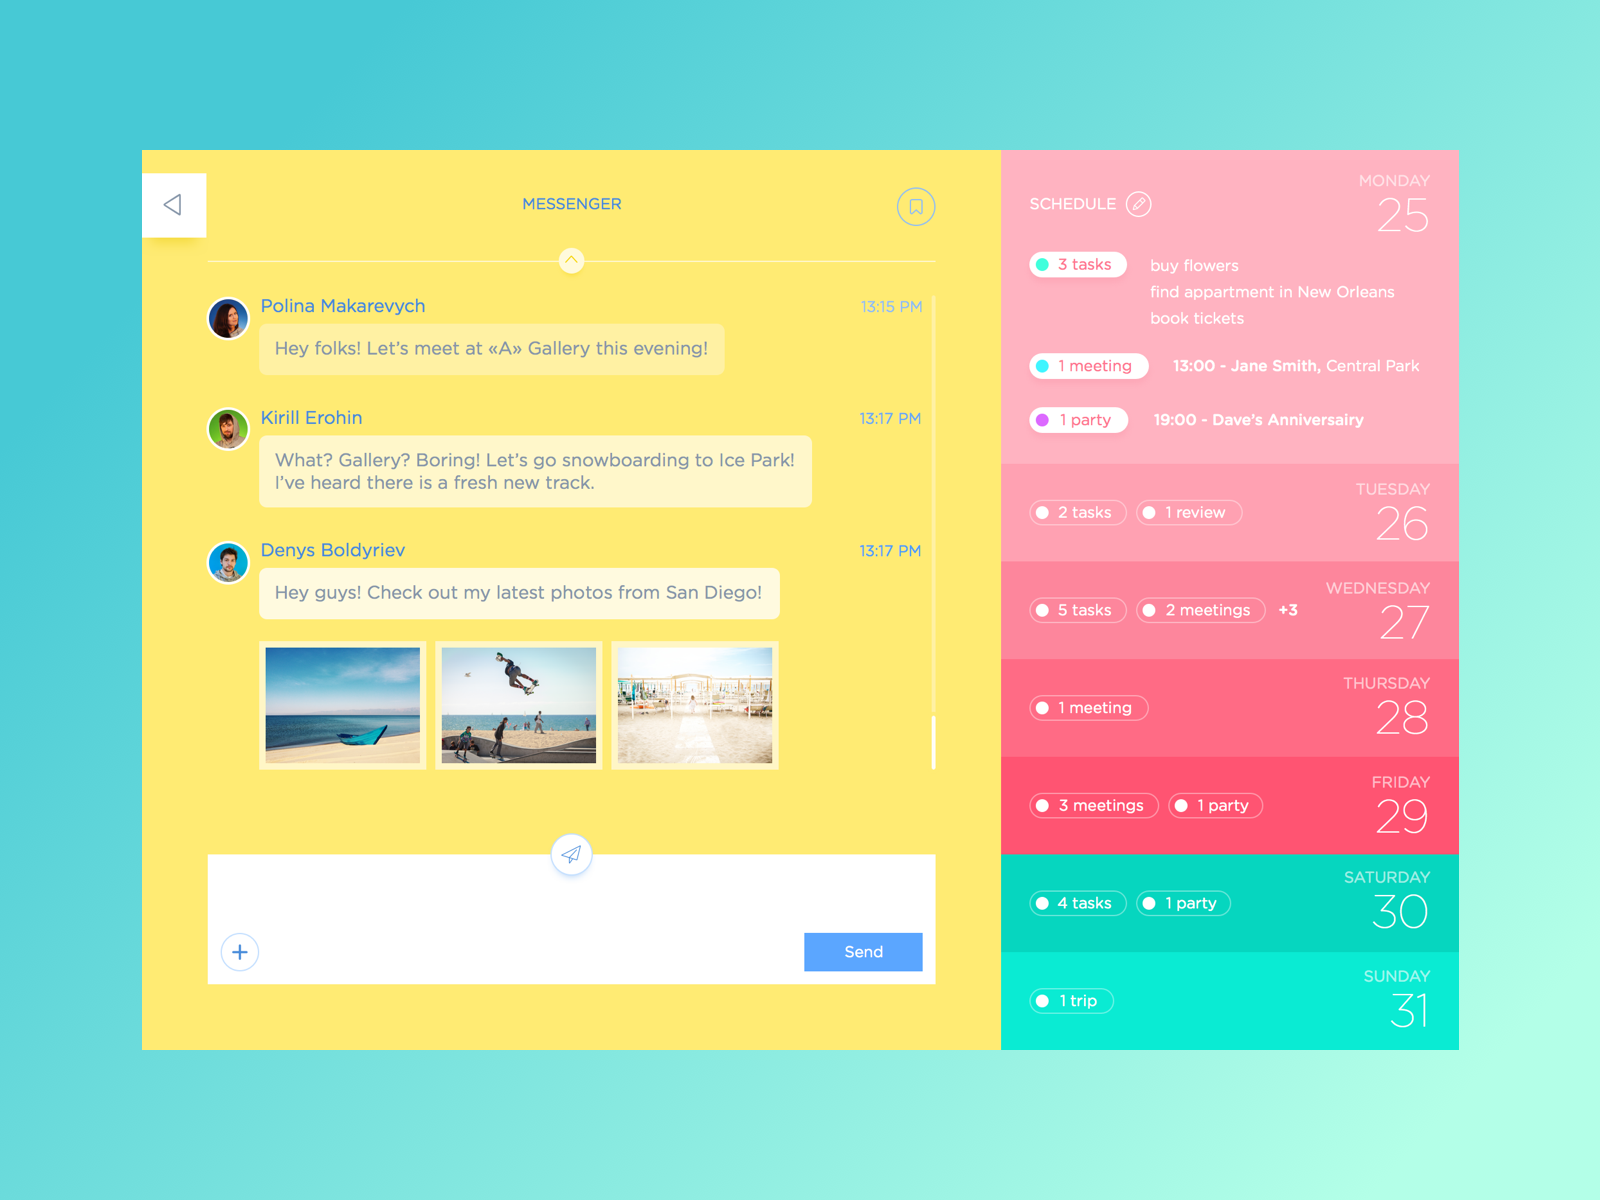 MESSENGER
Polina Makarevych
13:15 PM
Hey folks! Let’s meet at «A» Gallery this evening!
Kirill Erohin
13:17 PM
What? Gallery? Boring! Let’s go snowboarding to Ice Park!
I’ve heard there is a fresh new track.
Denys Boldyriev
13:17 PM
Hey guys! Check out my latest photos from San Diego!
Send
SCHEDULE
MONDAY
25
3 tasks
buy flowers
find appartment in New Orleans
book tickets
1 meeting
13:00 - Jane Smith, Central Park
1 party
19:00 - Dave’s Anniversairy
TUESDAY
26
2 tasks
1 review
WEDNESDAY
27
5 tasks
2 meetings
+3
THURSDAY
28
1 meeting
FRIDAY
29
3 meetings
1 party
SATURDAY
30
4 tasks
1 party
SUNDAY
31
1 trip